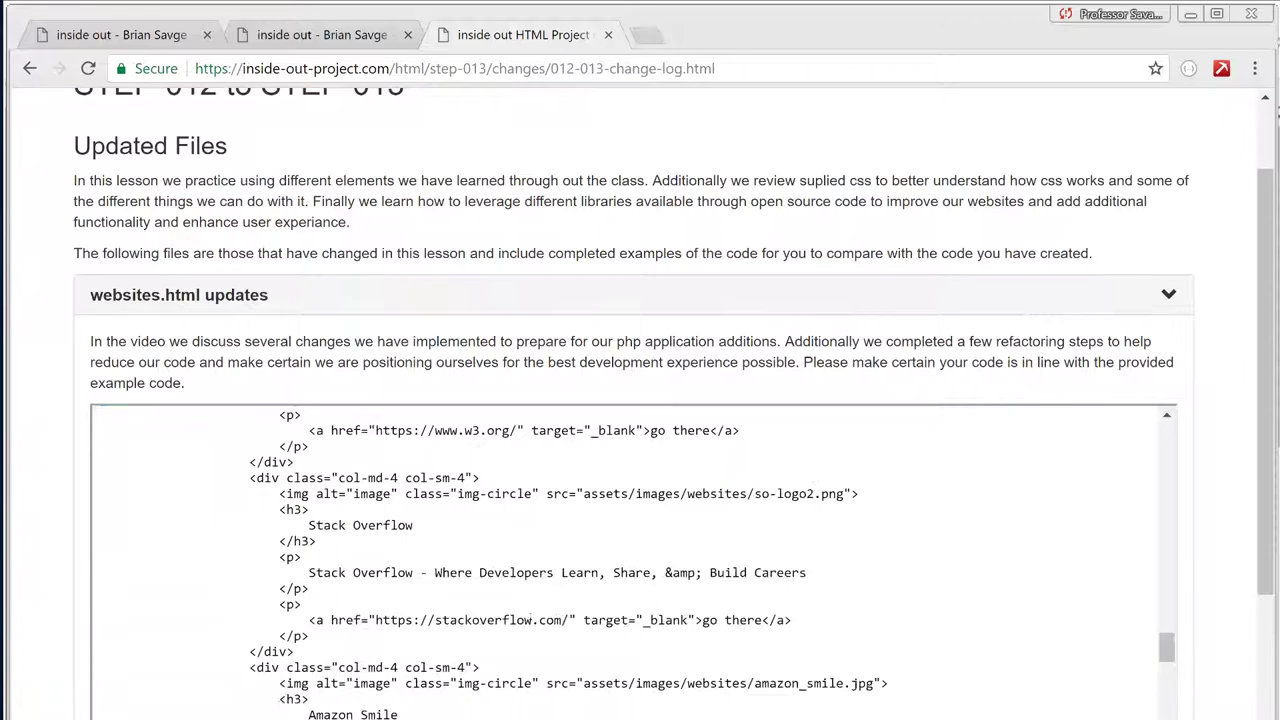 Professor Sava...
inside out - Brian Savge
inside out - Brian Savge
inside out HTML Project
Secure
https://inside-out-project.com/html/step-013/changes/012-013-change-log.html
STEP-012 to STEP-013
Updated Files
In this lesson we practice using different elements we have learned through out the class. Additionally we review suplied css to better understand how css works and some of
the different things we can do with it. Finally we learn how to leverage different libraries available through open source code to improve our websites and add additional
functionality and enhance user experiance.
The following files are those that have changed in this lesson and include completed examples of the code for you to compare with the code you have created.
websites.html updates
In the video we discuss several changes we have implemented to prepare for our php application additions. Additionally we completed a few refactoring steps to help
reduce our code and make certain we are positioning ourselves for the best development experience possible. Please make certain your code is in line with the provided
example code.
<p>
<a href="https://www.w3.org/" target="_blank">go there</a>
</p>
</div>
<div class="col-md-4 col-sm-4">
<img alt="image" class="img-circle" src="assets/images/websites/so-logo2.png">
<h3>
Stack Overflow
</h3>
<p>
Stack Overflow - Where Developers Learn, Share, &amp; Build Careers
</p>
<p>
<a href="https://stackoverflow.com/" target="_blank">go there</a>
</p>
</div>
<div class="col-md-4 col-sm-4">
<img alt="image" class="img-circle" src="assets/images/websites/amazon_smile.jpg">
<h3>
Amazon Smile